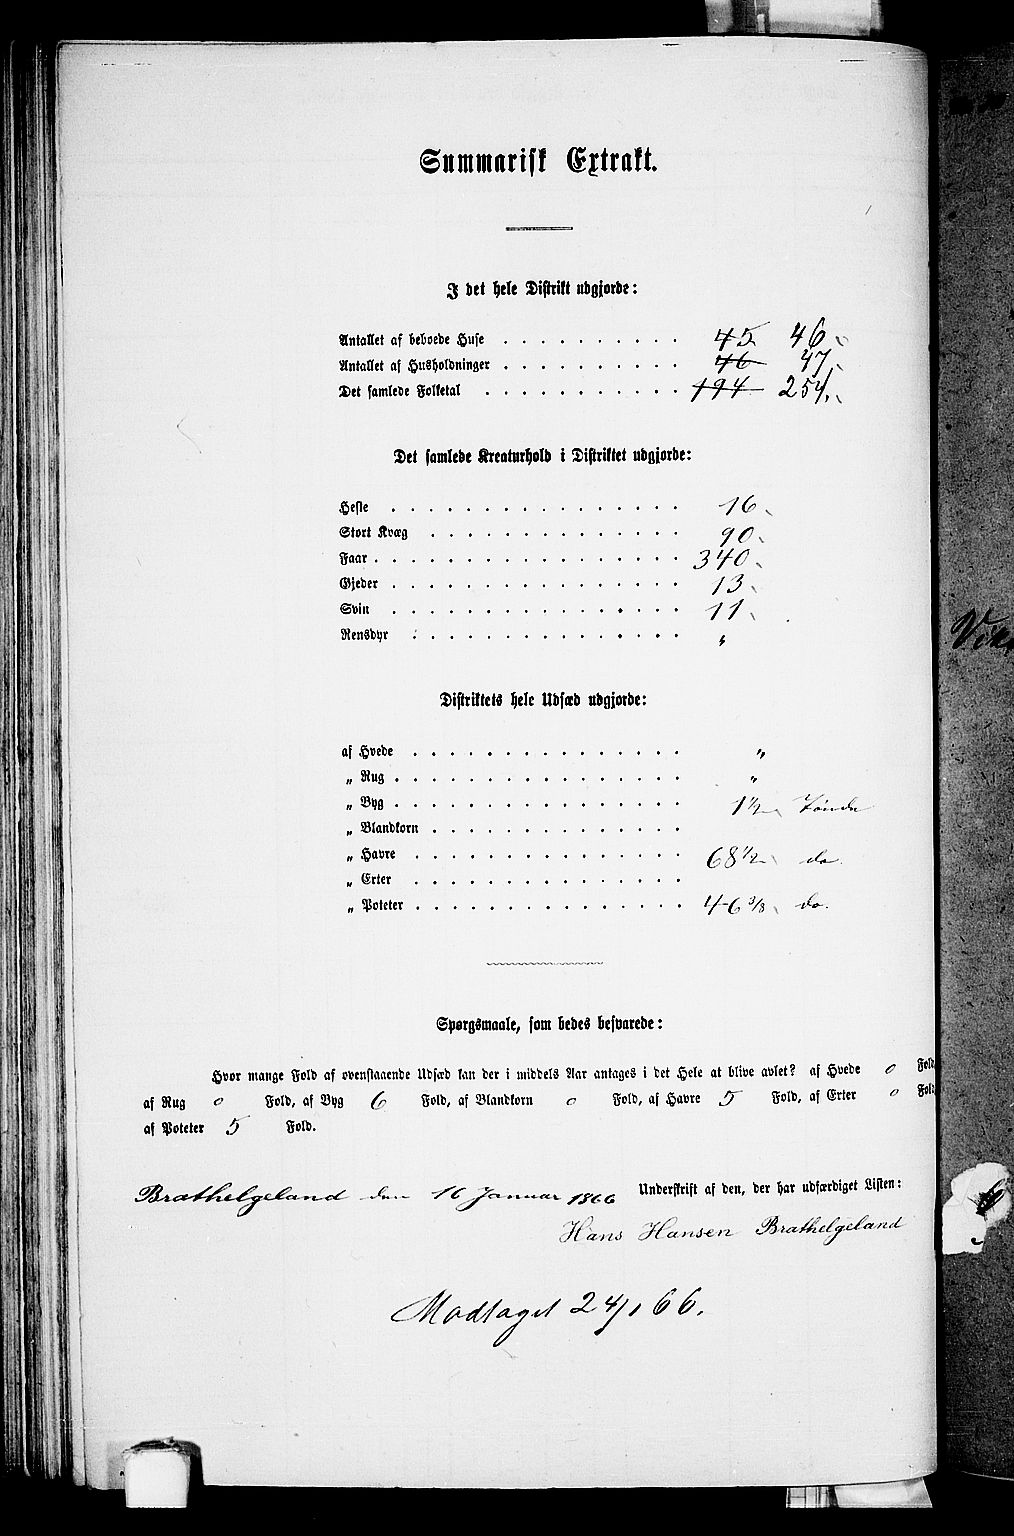 Summarisk Extrakt.
I det hele Distrikt udgjorde:
Antallet af beboede Huse . . . . . . . . . . 45 46
Antallet af Husholdninger . . . . . . . . . . 46 47
Det samlede Folketal . . . . . . . . . . . 194 254
Det samlede Kreaturhold i Distriktet udgjorde:
Heste . . . . . . . . . . . . . . . . 16
Stort Kvæg . . . . . . . . . . . . . . 90
Faar . . . . . . . . . . . . . . . . . 340
Gjeder . . . . . . . . . . . . . . . . 13
Svin . . . . . . . . . . . . . . . . 11
Rensdyr . . . . . . . . . . . . . . . „
Distriktets hele Udsæd udgjorde:
af Hvede . . . . . . . . . . . . . . . „
„ Rug . . . . . . . . . . . . . . . . „
„ Byg . . . . . . . . . . . . . . . . 1 1/2 Tønde
„ Blandkorn . . . . . . . . . . . . . .
„ Havre . . . . . . . . . . . . . . . 68 1/2 do.
„ Erter . . . . . . . . . . . . . . .
„ Poteter . . . . . . . . . . . . . . . 46 3/8 do.
Spørgsmaale, som bedes besvarede:
Hvor mange Fold af ovenstaaende Udsæd kan der i middels Aar antages i det Hele at blive avlet? af Hvede 0 Fold,
af Rug 0 Fold, af Byg 6 Fold, af Blandkorn 0 Fold, af Havre 5 Fold, af Erter 0 Fold,
af Poteter 5 Fold.
Brathelgeland den 16 Januar 1866 Underskrift af den, der har udfærdiget Listen:
Hans Hansen Brathelgeland
Modtaget 24/1 66.